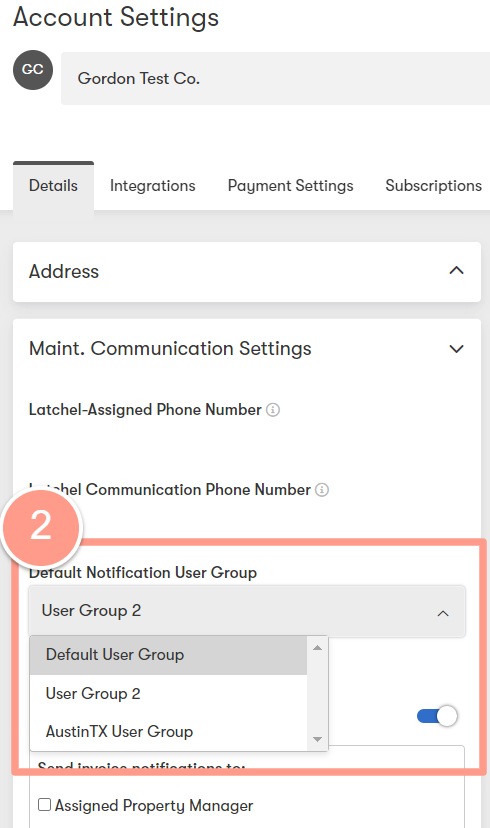 Account Settings
GC
Gordon Test Co.
Details Integrations Payment Settings Subscriptions
Address
Maint. Communication Settings
Latchel-Assigned Phone Number
Latchel Communication Phone Number
2
Default Notification User Group
User Group 2
Default User Group
User Group 2
AustinTX User Group
Send invoice notifications to:
Assigned Property Manager